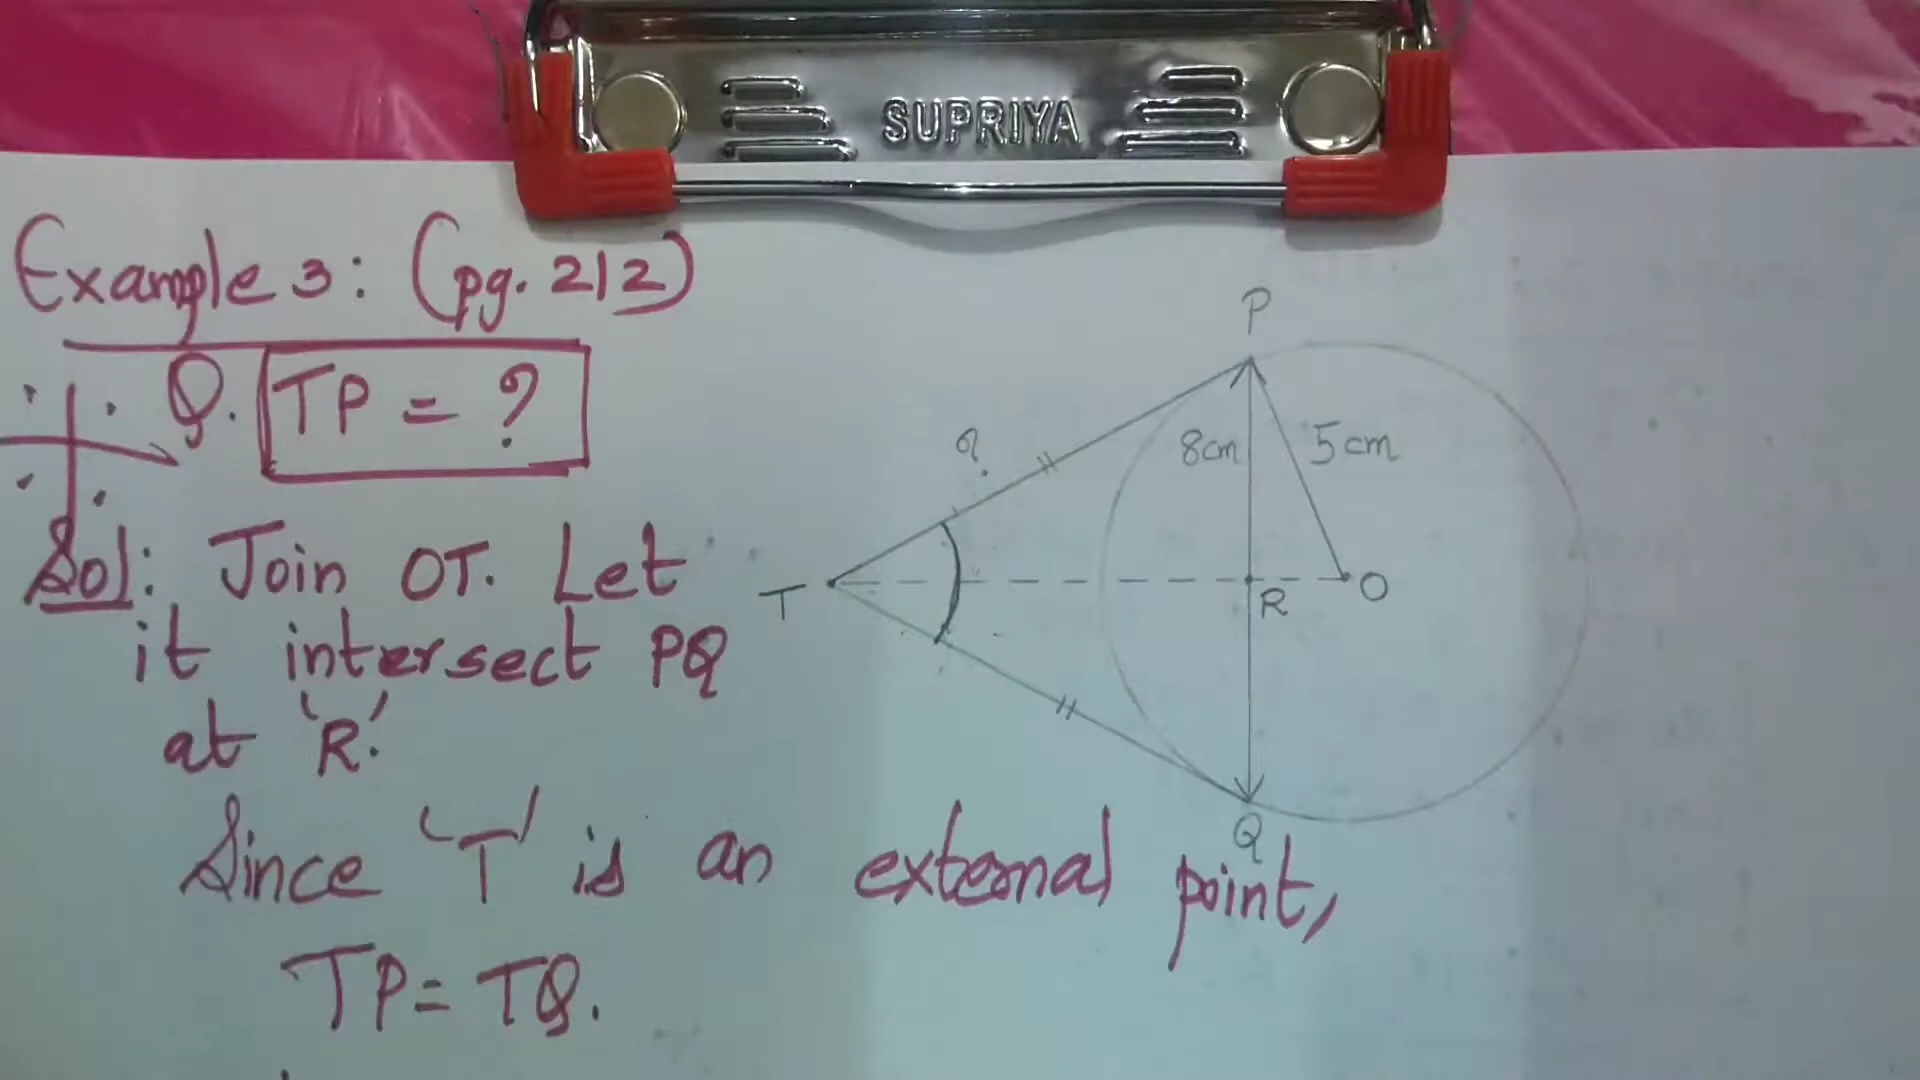 SUPRIYA
Example 3: (pg. 212)
Q. TP = ?
Sol: Join OT. Let
it intersect PQ
at 'R'.
Since 'T' is an external point,
TP = TQ.
P
?
8cm
5cm
T
R
O
Q